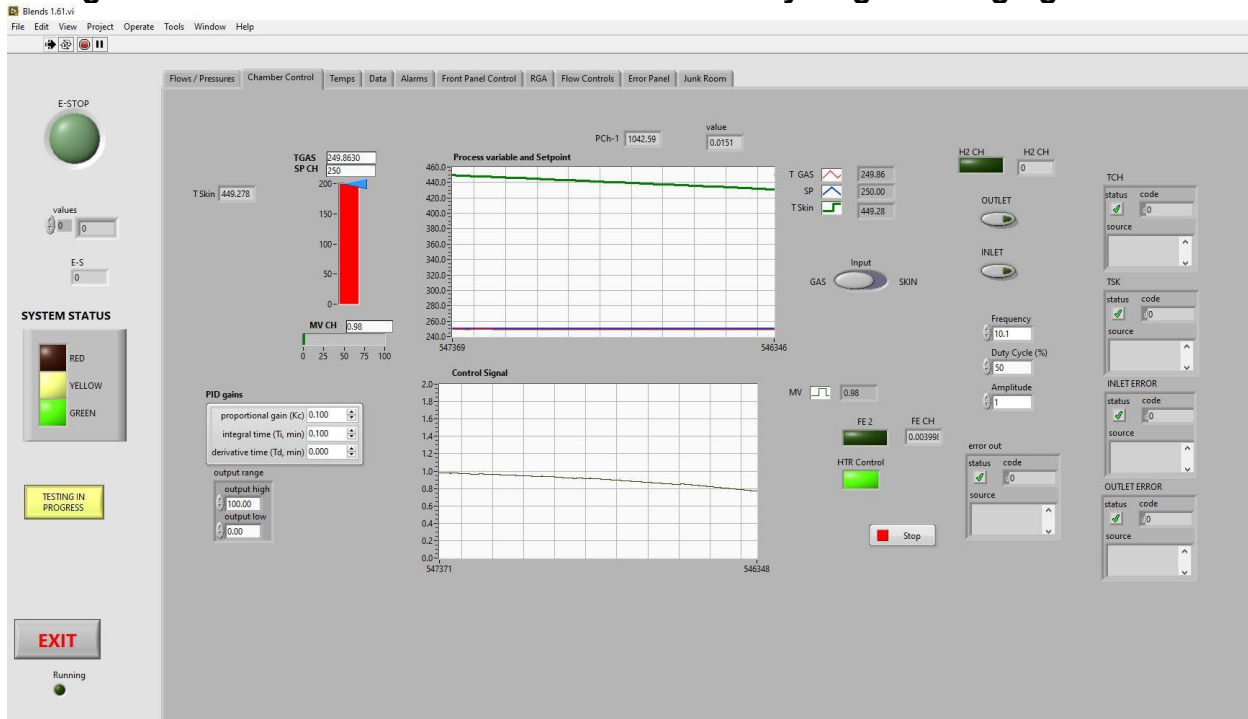 Blends 1.61.vi
File Edit View Project Operate Tools Window Help
Flows / Pressures Chamber Control Temps Data Alarms Front Panel Control RGA Flow Controls Error Panel Junk Room
E-STOP
values
0 0
E-S
0
SYSTEM STATUS
RED
YELLOW
GREEN
TESTING IN
PROGRESS
EXIT
Running
T Skin 449.278
TGAS 249.8630
SP CH 250
200
150
100
50
0
MV CH 0.98
0 25 50 75 100
PID gains
proportional gain (Kc) 0.100
integral time (Ti, min) 0.100
derivative time (Td, min) 0.000
output range
output high
100.00
output low
0.00
PCh-1 1042.59
value
0.0151
Process variable and Setpoint
460.0
440.0
420.0
400.0
380.0
360.0
340.0
320.0
300.0
280.0
260.0
240.0
547369 546346
T GAS 249.86
SP 250.00
T Skin 449.28
Input
GAS SKIN
Control Signal
2.0
1.8
1.6
1.4
1.2
1.0
0.8
0.6
0.4
0.2
0.0
547371 546348
MV 0.98
FE 2 FE CH
0.00399
HTR Control
Stop
H2 CH H2 CH
0
OUTLET
INLET
Frequency
10.1
Duty Cycle (%)
50
Amplitude
1
error out
status code
0
source
TCH
status code
0
source
TSK
status code
0
source
INLET ERROR
status code
0
source
OUTLET ERROR
status code
0
source